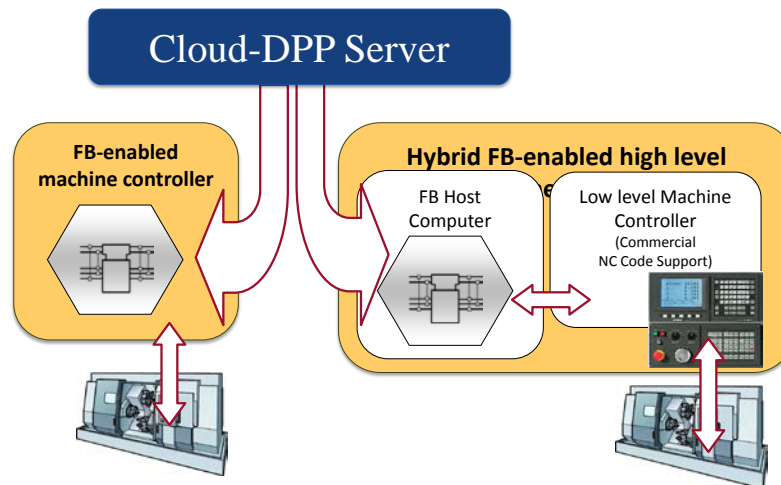 Cloud-DPP Server
FB-enabled
machine controller
Hybrid FB-enabled high level
FB Host
Computer
Low level Machine
Controller
(Commercial
NC Code Support)